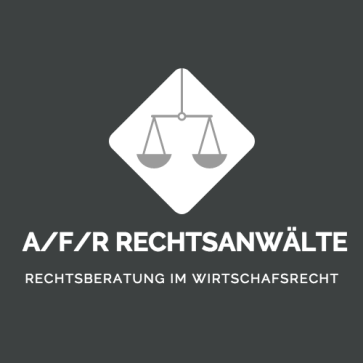 A/F/R RECHTSANWÄLTE
RECHTSBERATUNG IM WIRTSCHAFSRECHT